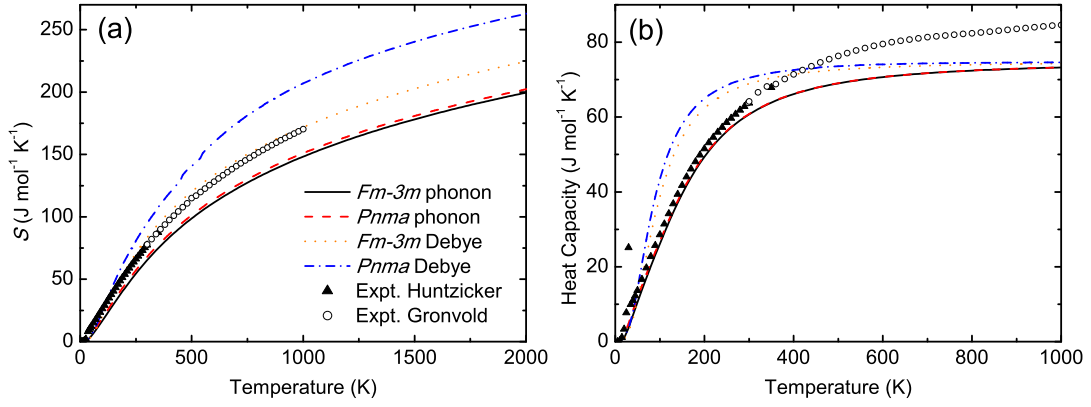 (a)
250
200
150
100
50
0
S (J mol⁻¹ K⁻¹)
Fm-3m phonon
Pnma phonon
Fm-3m Debye
Pnma Debye
Expt. Huntzicker
Expt. Gronvold
0 500 1000 1500 2000
Temperature (K)
(b)
80
60
40
20
0
Heat Capacity (J mol⁻¹ K⁻¹)
0 200 400 600 800 1000
Temperature (K)